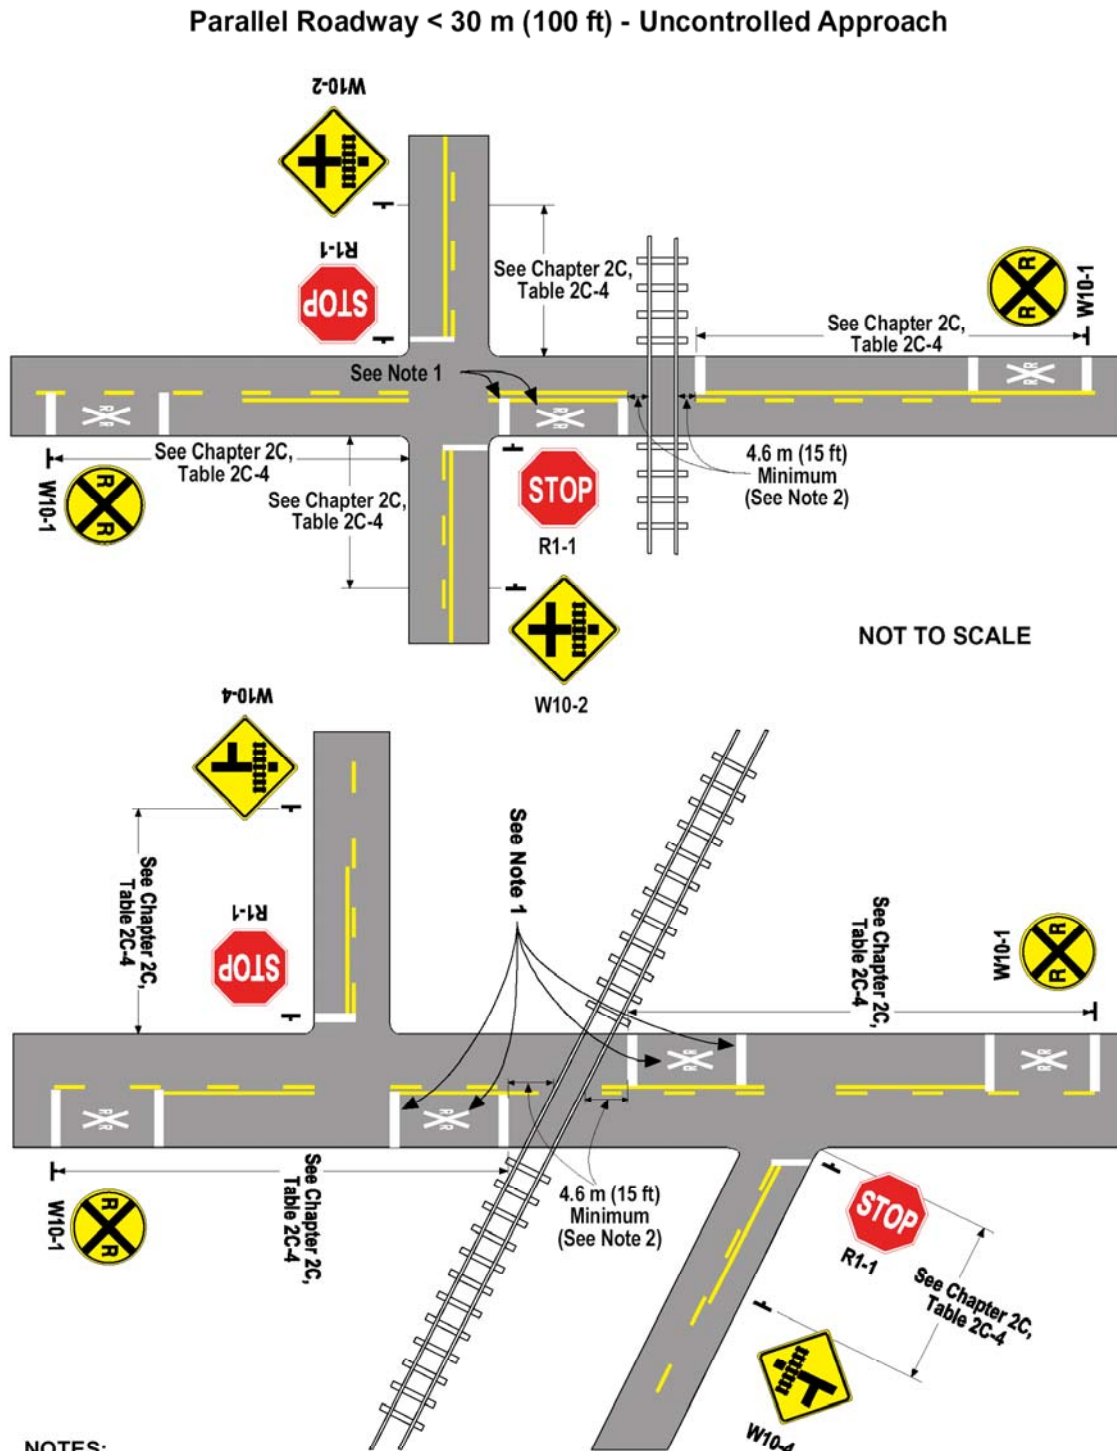 Parallel Roadway < 30 m (100 ft) - Uncontrolled Approach
W10-2
R1-1
STOP
See Chapter 2C,
Table 2C-4
R
R
W10-1
See Chapter 2C,
Table 2C-4
See Note 1
R
R
R
R
R
R
See Chapter 2C,
Table 2C-4
4.6 m (15 ft)
Minimum
(See Note 2)
W10-1
R
R
See Chapter 2C,
Table 2C-4
STOP
R1-1
NOT TO SCALE
W10-2
W10-4
See Note 1
See Chapter 2C,
Table 2C-4
R1-1
STOP
See Chapter 2C,
Table 2C-4
W10-1
R
R
R
R
R
R
R
R
R
R
See Chapter 2C,
Table 2C-4
W10-1
R
R
4.6 m (15 ft)
Minimum
(See Note 2)
STOP
R1-1
See Chapter 2C,
Table 2C-4
W10-4
NOTES: